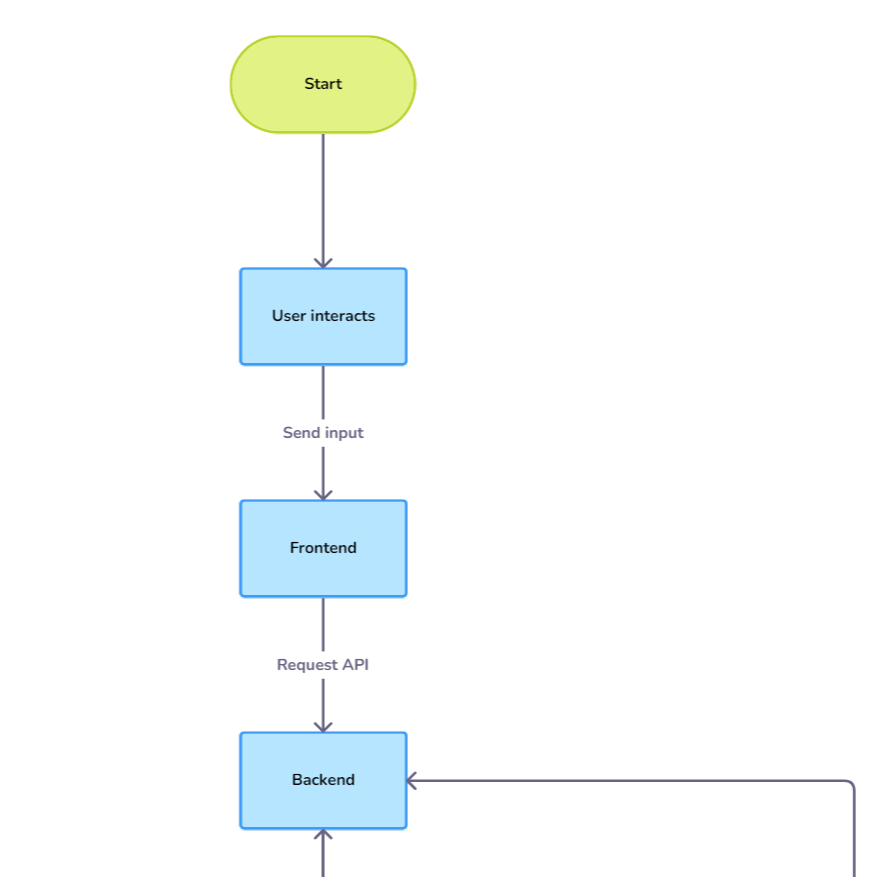 Start
User interacts
Send input
Frontend
Request API
Backend